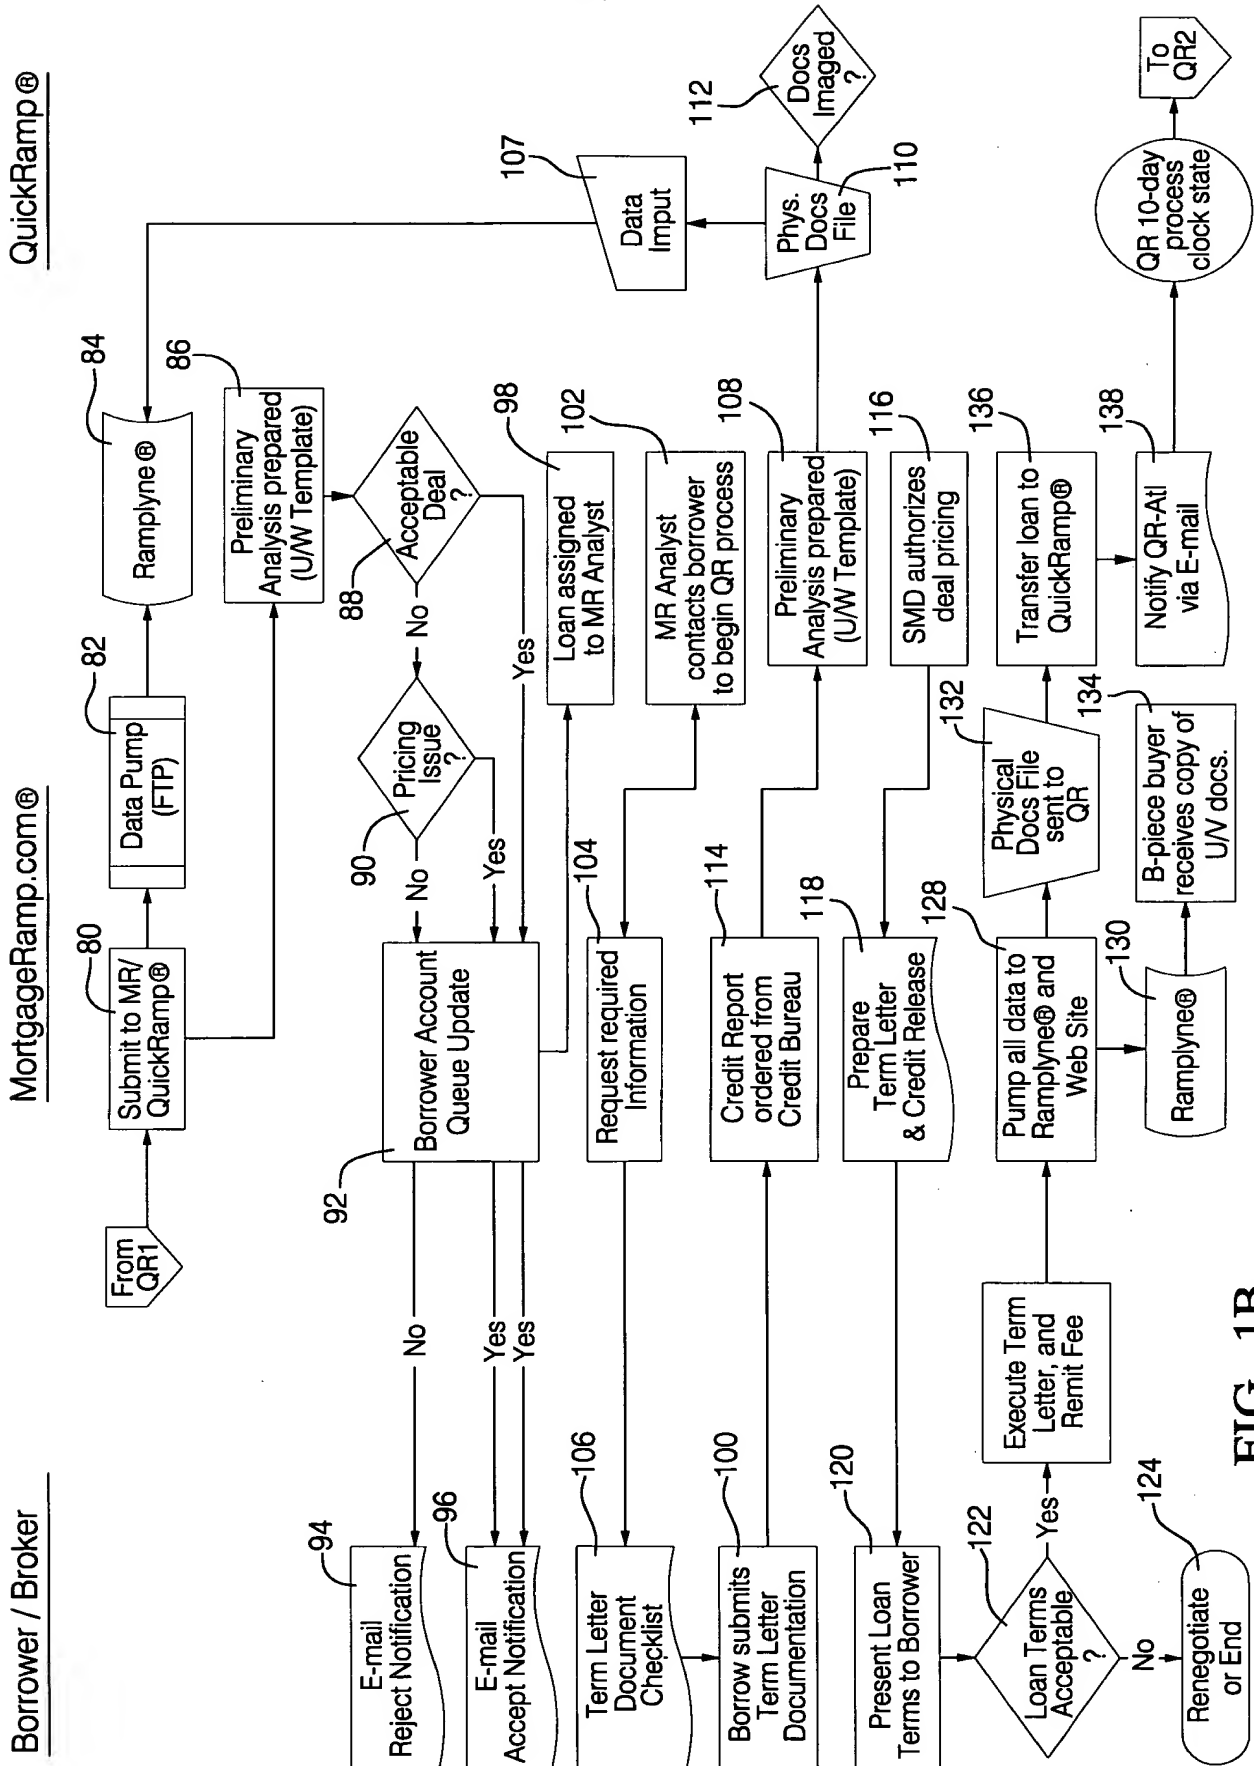 Borrower / Broker
MortgageRamp.com®
QuickRamp®
From
QR1
80
Submit to MR/
QuickRamp®
82
Data Pump
(FTP)
84
Ramplyne®
86
Preliminary
Analysis prepared
(U/W Template)
88
Acceptable
Deal
?
No
Yes
90
Pricing
Issue
?
No
Yes
92
Borrower Account
Queue Update
No
Yes
Yes
94
E-mail
Reject Notification
96
E-mail
Accept Notification
98
Loan assigned
to MR Analyst
102
MR Analyst
contacts borrower
to begin QR process
104
Request required
Information
106
Term Letter
Document
Checklist
100
Borrow submits
Term Letter
Documentation
114
Credit Report
ordered from
Credit Bureau
108
Preliminary
Analysis prepared
(U/W Template)
110
Phys.
Docs
File
107
Data
Imput
112
Docs
Imaged
?
116
SMD authorizes
deal pricing
118
Prepare
Term Letter
& Credit Release
120
Present Loan
Terms to Borrower
122
Loan Terms
Acceptable
?
Yes
No
124
Renegotiate
or End
Execute Term
Letter, and
Remit Fee
128
Pump all data to
Ramplyne® and
Web Site
130
Ramplyne®
132
Physical
Docs File
sent to
QR
134
B-piece buyer
receives copy of
U/V docs.
136
Transfer loan to
QuickRamp®
138
Notify QR-Atl
via E-mail
QR 10-day
process
clock state
To
QR2
FIG. 1B